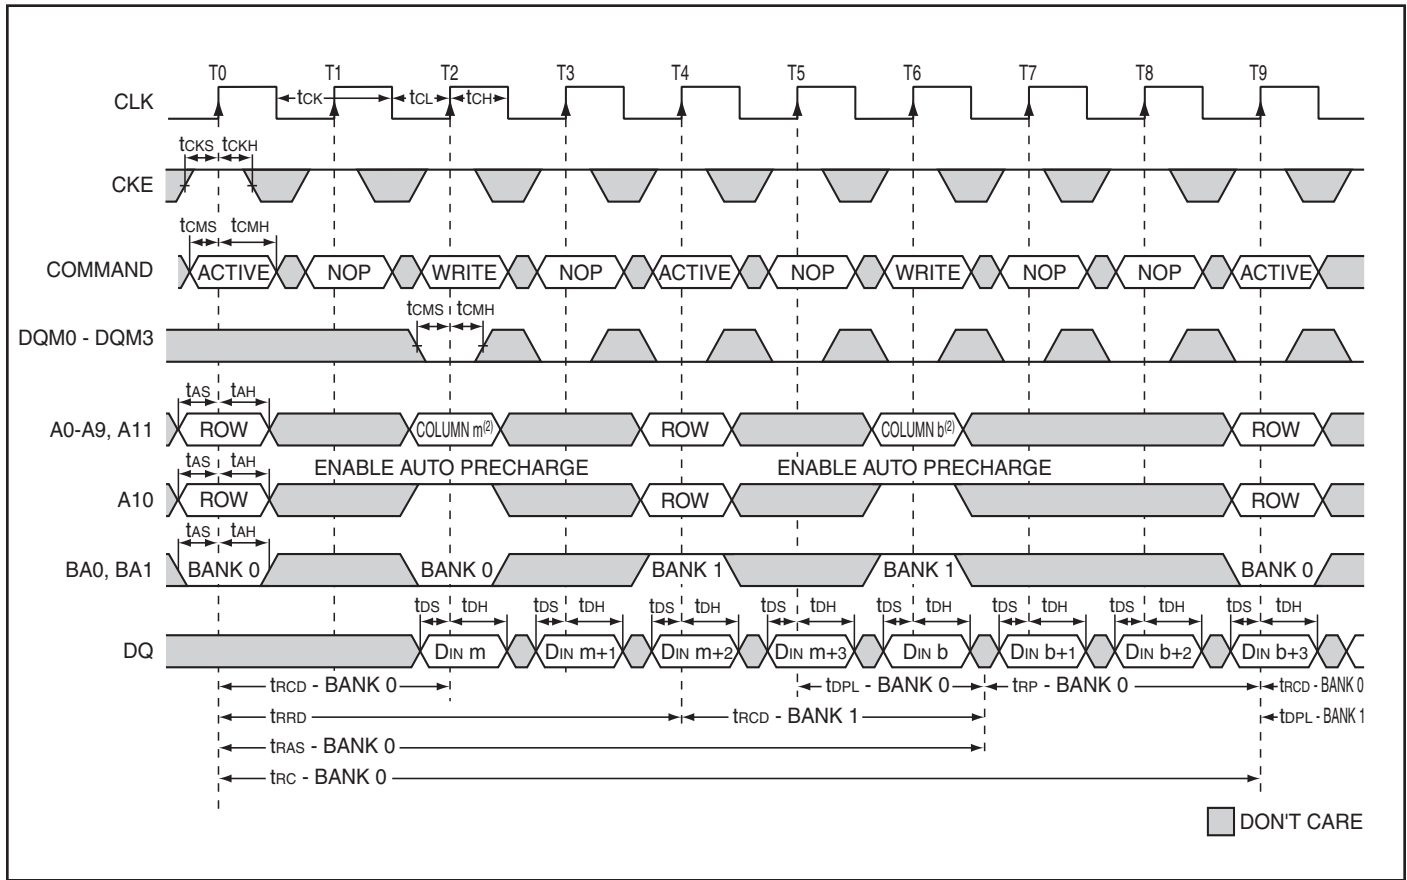 T0 T1 T2 T3 T4 T5 T6 T7 T8 T9
CLK tCK tCL tCH
tCKS tCKH
CKE
tCMS tCMH
COMMAND ACTIVE NOP WRITE NOP ACTIVE NOP WRITE NOP NOP ACTIVE
tCMS tCMH
DQM0 - DQM3
tAS tAH
A0-A9, A11 ROW COLUMN m(2) ROW COLUMN b(2) ROW
tAS tAH ENABLE AUTO PRECHARGE ENABLE AUTO PRECHARGE
A10 ROW ROW ROW
tAS tAH
BA0, BA1 BANK 0 BANK 0 BANK 1 BANK 1 BANK 0
tDS tDH tDS tDH tDS tDH tDS tDH tDS tDH tDS tDH tDS tDH tDS tDH
DQ DIN m DIN m+1 DIN m+2 DIN m+3 DIN b DIN b+1 DIN b+2 DIN b+3
tRCD - BANK 0 tDPL - BANK 0 tRP - BANK 0 tRCD - BANK 0
tRRD tRCD - BANK 1 tDPL - BANK 1
tRAS - BANK 0
tRC - BANK 0
DON'T CARE